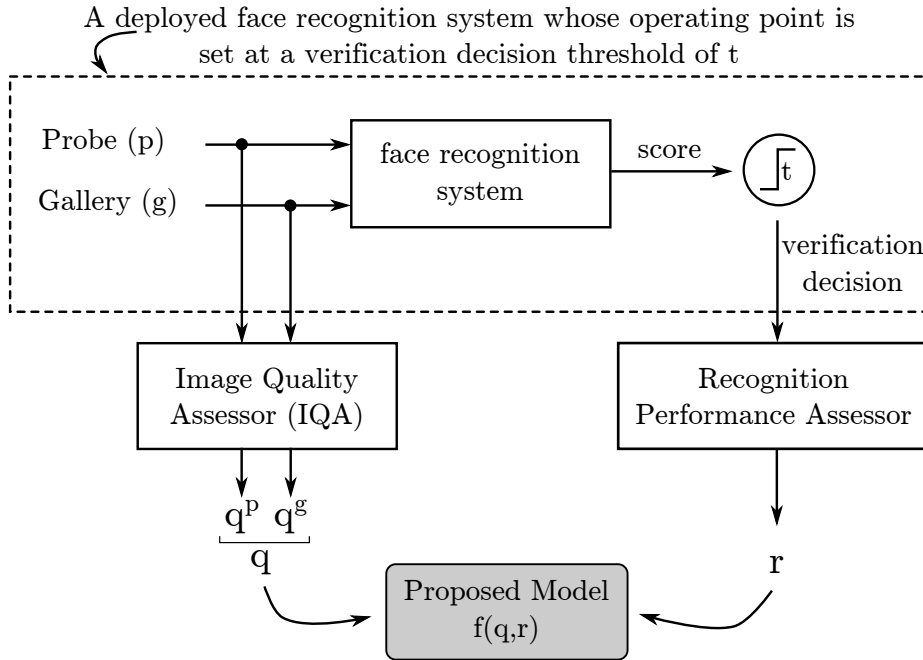 A deployed face recognition system whose operating point is
set at a verification decision threshold of t
Probe (p)
Gallery (g)
face recognition
system
score
t
verification
decision
Image Quality
Assessor (IQA)
Recognition
Performance Assessor
q^p q^g
q
r
Proposed Model
f(q,r)